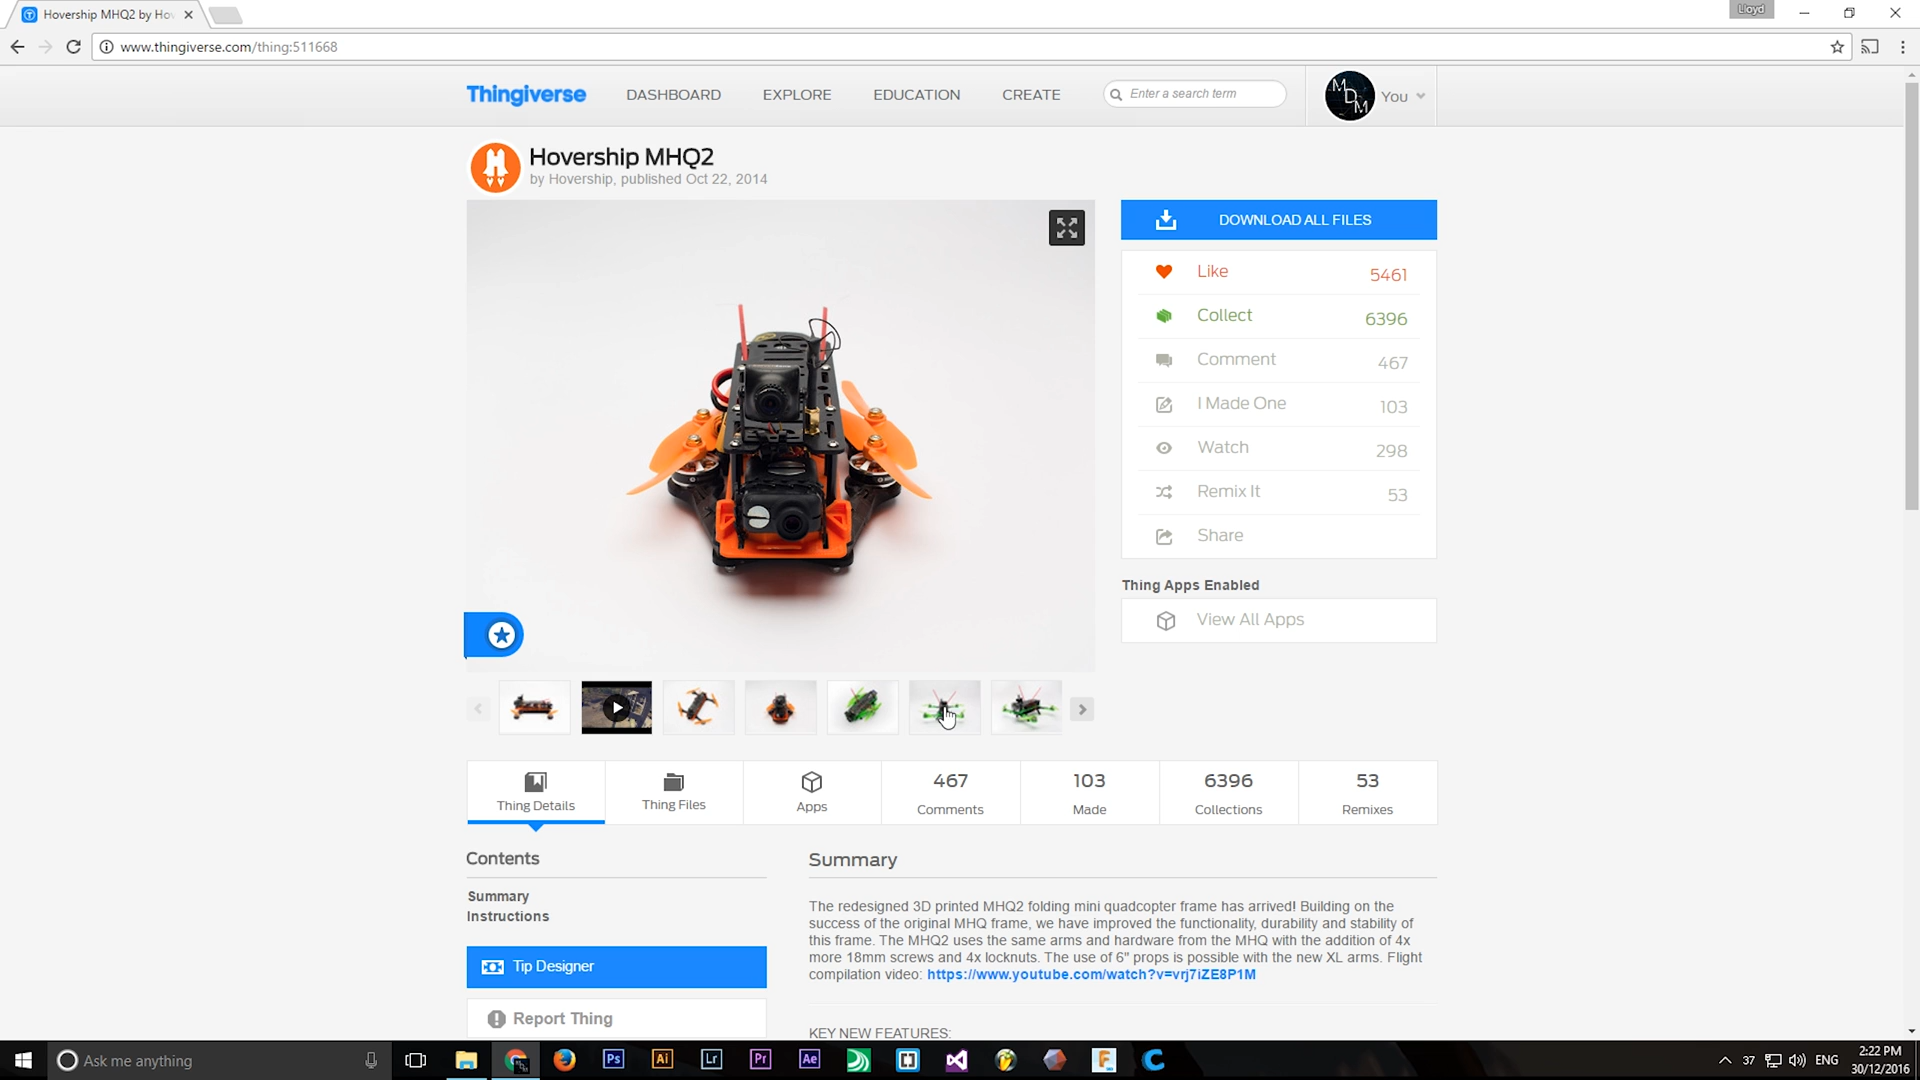 Hovership MHQ2 by Hov
Lloyd
www.thingiverse.com/thing:511668
Thingiverse
DASHBOARD
EXPLORE
EDUCATION
CREATE
Enter a search term
MDM
You
Hovership MHQ2
by Hovership, published Oct 22, 2014
DOWNLOAD ALL FILES
Like 5461
Collect 6396
Comment 467
I Made One 103
Watch 298
Remix It 53
Share
Thing Apps Enabled
View All Apps
Thing Details
Thing Files
Apps
467
Comments
103
Made
6396
Collections
53
Remixes
Contents
Summary
Instructions
Tip Designer
Report Thing
Summary
The redesigned 3D printed MHQ2 folding mini quadcopter frame has arrived! Building on the
success of the original MHQ frame, we have improved the functionality, durability and stability of
this frame. The MHQ2 uses the same arms and hardware from the MHQ with the addition of 4x
more 18mm screws and 4x locknuts. The use of 6" props is possible with the new XL arms. Flight
compilation video: https://www.youtube.com/watch?v=vrj7iZE8P1M
KEY NEW FEATURES:
Ask me anything
Ps
Ai
Lr
Pr
Ae
37
ENG
2:22 PM
30/12/2016